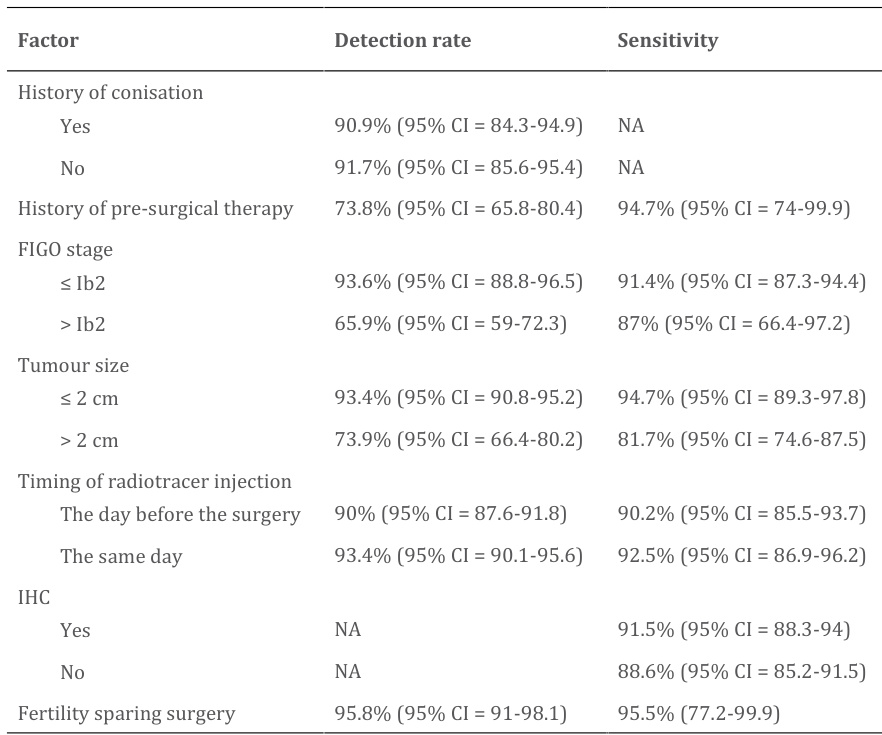 Factor Detection rate Sensitivity
History of conisation
Yes 90.9% (95% CI = 84.3-94.9) NA
No 91.7% (95% CI = 85.6-95.4) NA
History of pre-surgical therapy 73.8% (95% CI = 65.8-80.4) 94.7% (95% CI = 74-99.9)
FIGO stage
≤ Ib2 93.6% (95% CI = 88.8-96.5) 91.4% (95% CI = 87.3-94.4)
> Ib2 65.9% (95% CI = 59-72.3) 87% (95% CI = 66.4-97.2)
Tumour size
≤ 2 cm 93.4% (95% CI = 90.8-95.2) 94.7% (95% CI = 89.3-97.8)
> 2 cm 73.9% (95% CI = 66.4-80.2) 81.7% (95% CI = 74.6-87.5)
Timing of radiotracer injection
The day before the surgery 90% (95% CI = 87.6-91.8) 90.2% (95% CI = 85.5-93.7)
The same day 93.4% (95% CI = 90.1-95.6) 92.5% (95% CI = 86.9-96.2)
IHC
Yes NA 91.5% (95% CI = 88.3-94)
No NA 88.6% (95% CI = 85.2-91.5)
Fertility sparing surgery 95.8% (95% CI = 91-98.1) 95.5% (77.2-99.9)